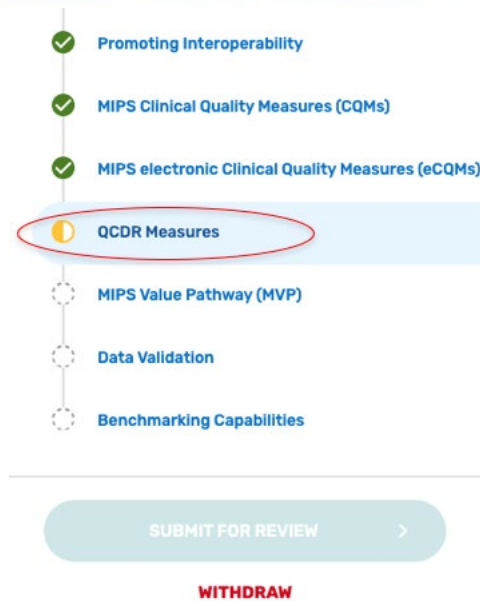 Promoting Interoperability
MIPS Clinical Quality Measures (CQMs)
MIPS electronic Clinical Quality Measures (eCQMs)
QCDR Measures
MIPS Value Pathway (MVP)
Data Validation
Benchmarking Capabilities
SUBMIT FOR REVIEW
WITHDRAW